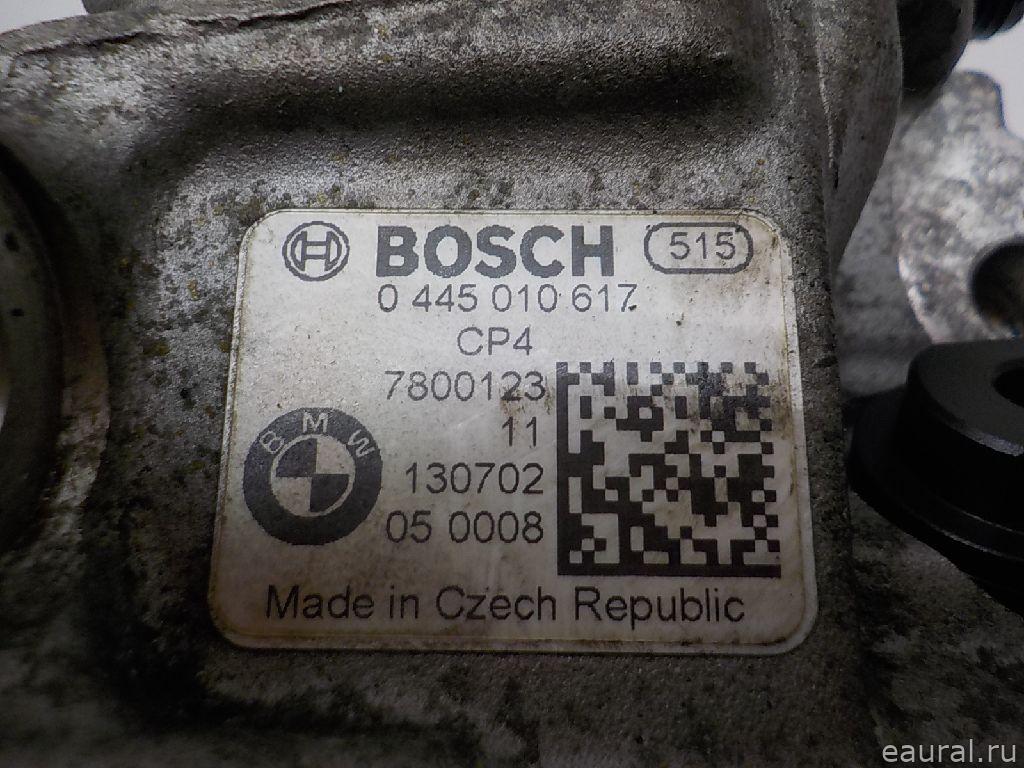 BOSCH 515
0 445 010 617
CP4
7800123
11
BMW
130702
05 0008
Made in Czech Republic
eaural.ru